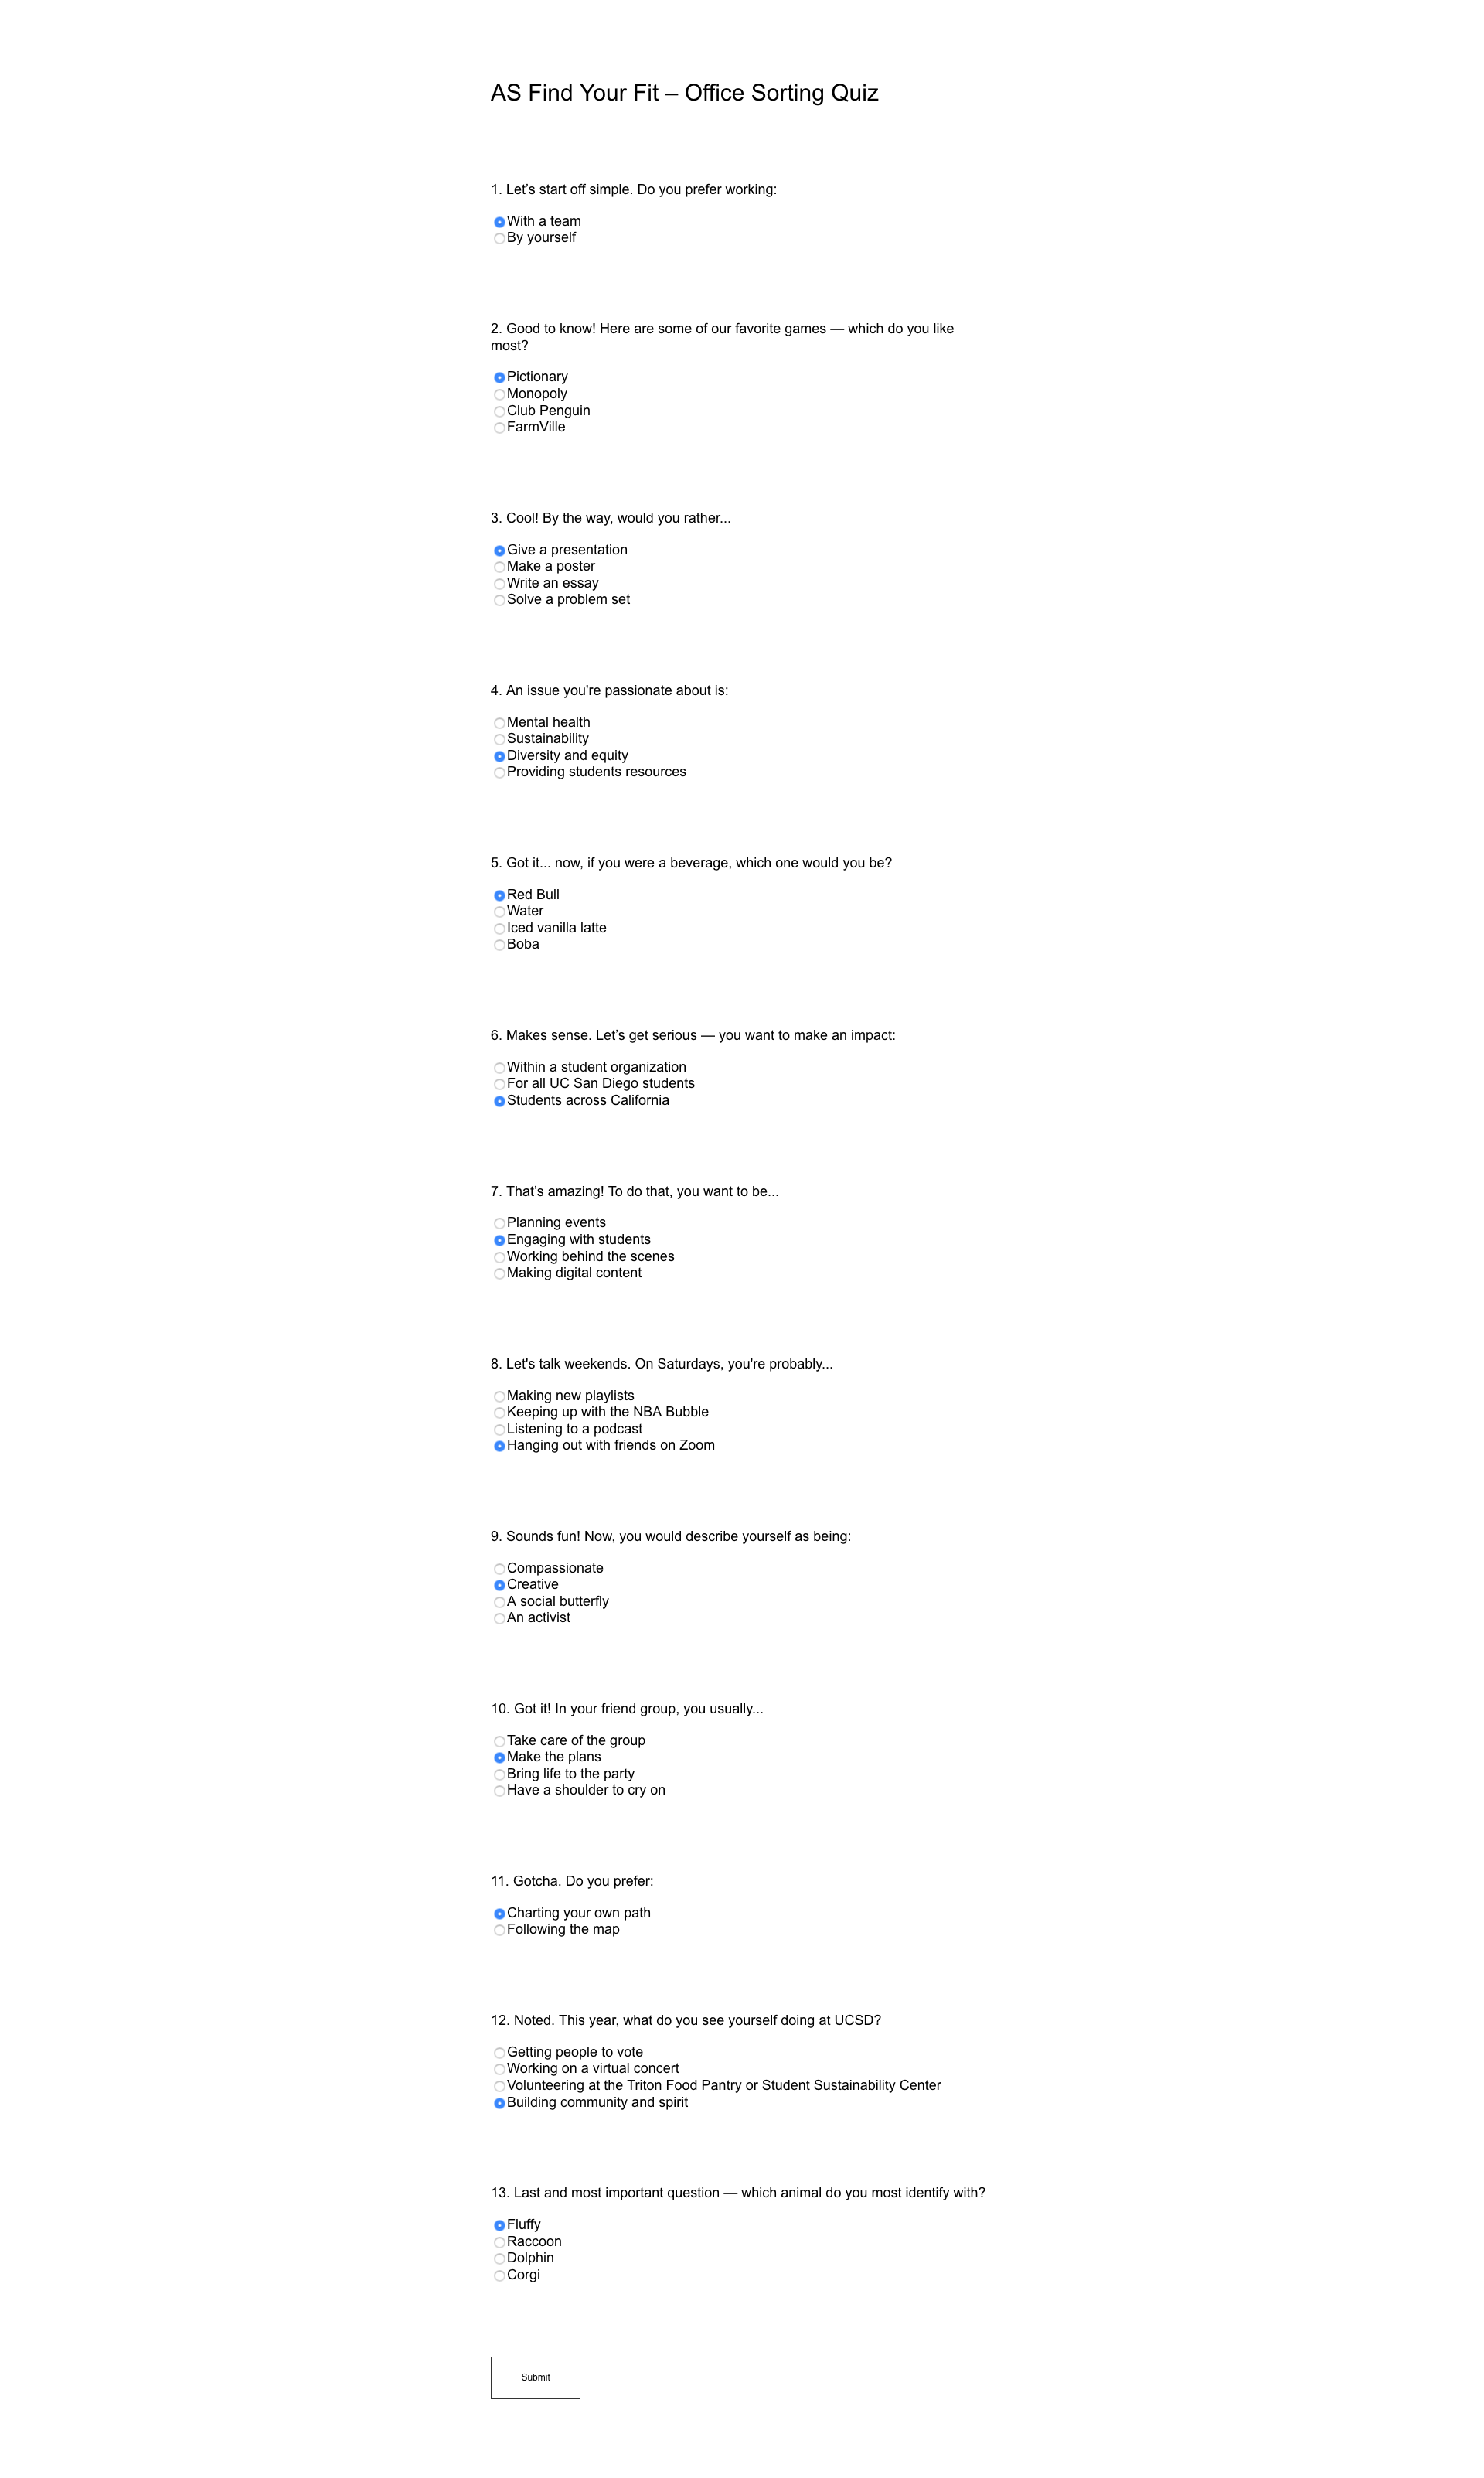 AS Find Your Fit – Office Sorting Quiz
1. Let’s start off simple. Do you prefer working:
With a team
By yourself
2. Good to know! Here are some of our favorite games — which do you like
most?
Pictionary
Monopoly
Club Penguin
FarmVille
3. Cool! By the way, would you rather...
Give a presentation
Make a poster
Write an essay
Solve a problem set
4. An issue you're passionate about is:
Mental health
Sustainability
Diversity and equity
Providing students resources
5. Got it... now, if you were a beverage, which one would you be?
Red Bull
Water
Iced vanilla latte
Boba
6. Makes sense. Let’s get serious — you want to make an impact:
Within a student organization
For all UC San Diego students
Students across California
7. That’s amazing! To do that, you want to be...
Planning events
Engaging with students
Working behind the scenes
Making digital content
8. Let's talk weekends. On Saturdays, you're probably...
Making new playlists
Keeping up with the NBA Bubble
Listening to a podcast
Hanging out with friends on Zoom
9. Sounds fun! Now, you would describe yourself as being:
Compassionate
Creative
A social butterfly
An activist
10. Got it! In your friend group, you usually...
Take care of the group
Make the plans
Bring life to the party
Have a shoulder to cry on
11. Gotcha. Do you prefer:
Charting your own path
Following the map
12. Noted. This year, what do you see yourself doing at UCSD?
Getting people to vote
Working on a virtual concert
Volunteering at the Triton Food Pantry or Student Sustainability Center
Building community and spirit
13. Last and most important question — which animal do you most identify with?
Fluffy
Raccoon
Dolphin
Corgi
Submit